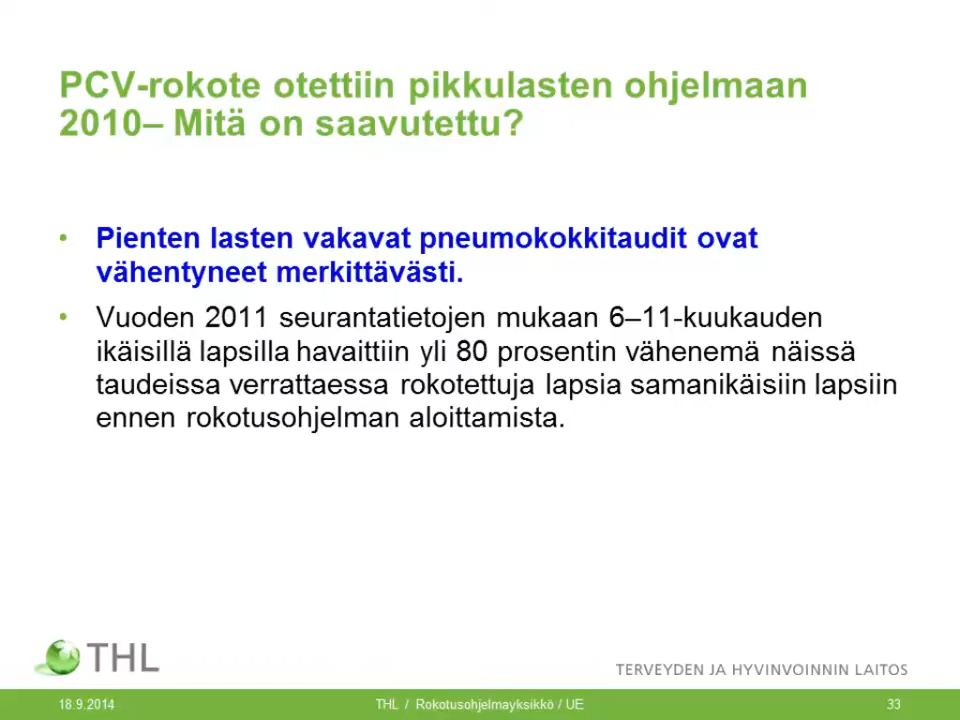 PCV-rokote otettiin pikkulasten ohjelmaan
2010– Mitä on saavutettu?
• Pienten lasten vakavat pneumokokkitaudit ovat
vähentyneet merkittävästi.
• Vuoden 2011 seurantatietojen mukaan 6–11-kuukauden
ikäisillä lapsilla havaittiin yli 80 prosentin vähenemä näissä
taudeissa verrattaessa rokotettuja lapsia samanikäisiin lapsiin
ennen rokotusohjelman aloittamista.
THL
TERVEYDEN JA HYVINVOINNIN LAITOS
18.9.2014 THL / Rokotusohjelmayksikkö / UE 33